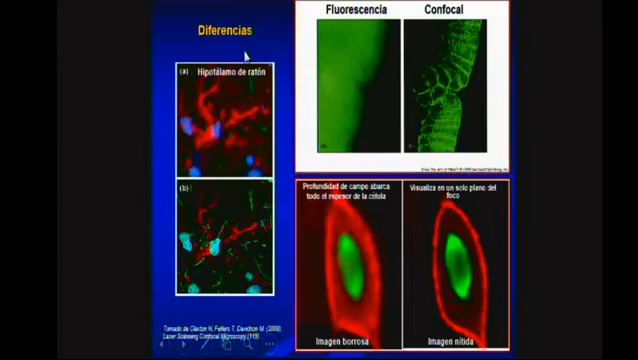 Diferencias
(a) Hipotálamo de ratón
(b)
Fluorescencia
Confocal
Profundidad de campo abarca
todo el espesor de la célula
Imagen borrosa
Visualiza en un solo plano del
foco
Imagen nítida
Tomado de Claxton N, Fellers T, Davidson M. (2008)
Laser Scanning Confocal Microscopy